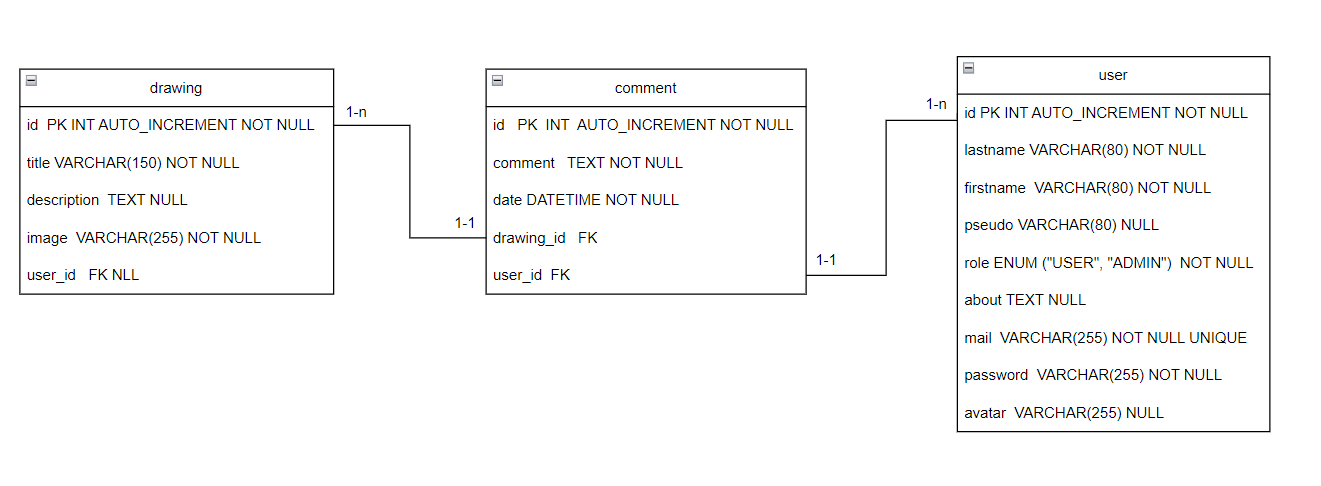 drawing
id PK INT AUTO_INCREMENT NOT NULL
title VARCHAR(150) NOT NULL
description TEXT NULL
image VARCHAR(255) NOT NULL
user_id FK NLL
1-n
1-1
comment
id PK INT AUTO_INCREMENT NOT NULL
comment TEXT NOT NULL
date DATETIME NOT NULL
drawing_id FK
user_id FK
1-1
1-n
user
id PK INT AUTO_INCREMENT NOT NULL
lastname VARCHAR(80) NOT NULL
firstname VARCHAR(80) NOT NULL
pseudo VARCHAR(80) NULL
role ENUM ("USER", "ADMIN") NOT NULL
about TEXT NULL
mail VARCHAR(255) NOT NULL UNIQUE
password VARCHAR(255) NOT NULL
avatar VARCHAR(255) NULL